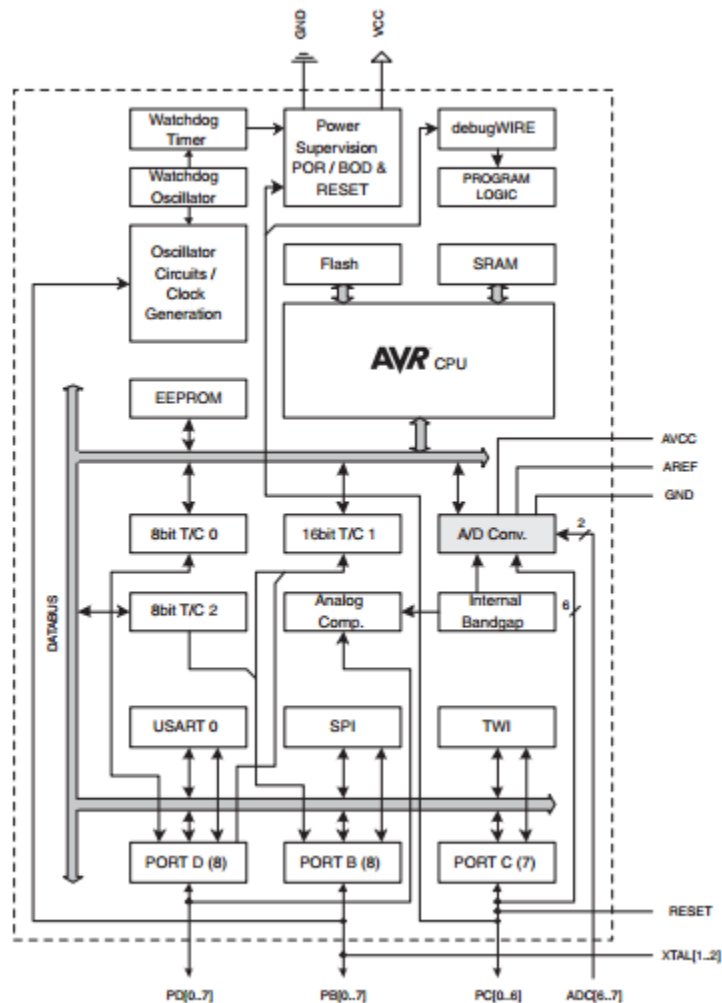 GND
VCC
Watchdog
Timer
Power
Supervision
POR / BOD &
RESET
debugWIRE
Watchdog
Oscillator
PROGRAM
LOGIC
Oscillator
Circuits /
Clock
Generation
Flash
SRAM
AVR CPU
EEPROM
AVCC
AREF
GND
8bit T/C 0
16bit T/C 1
A/D Conv.
2
DATABUS
8bit T/C 2
Analog
Comp.
Internal
Bandgap
6
USART 0
SPI
TWI
PORT D (8)
PORT B (8)
PORT C (7)
RESET
XTAL[1..2]
PD[0..7]
PB[0..7]
PC[0..6]
ADC[6..7]